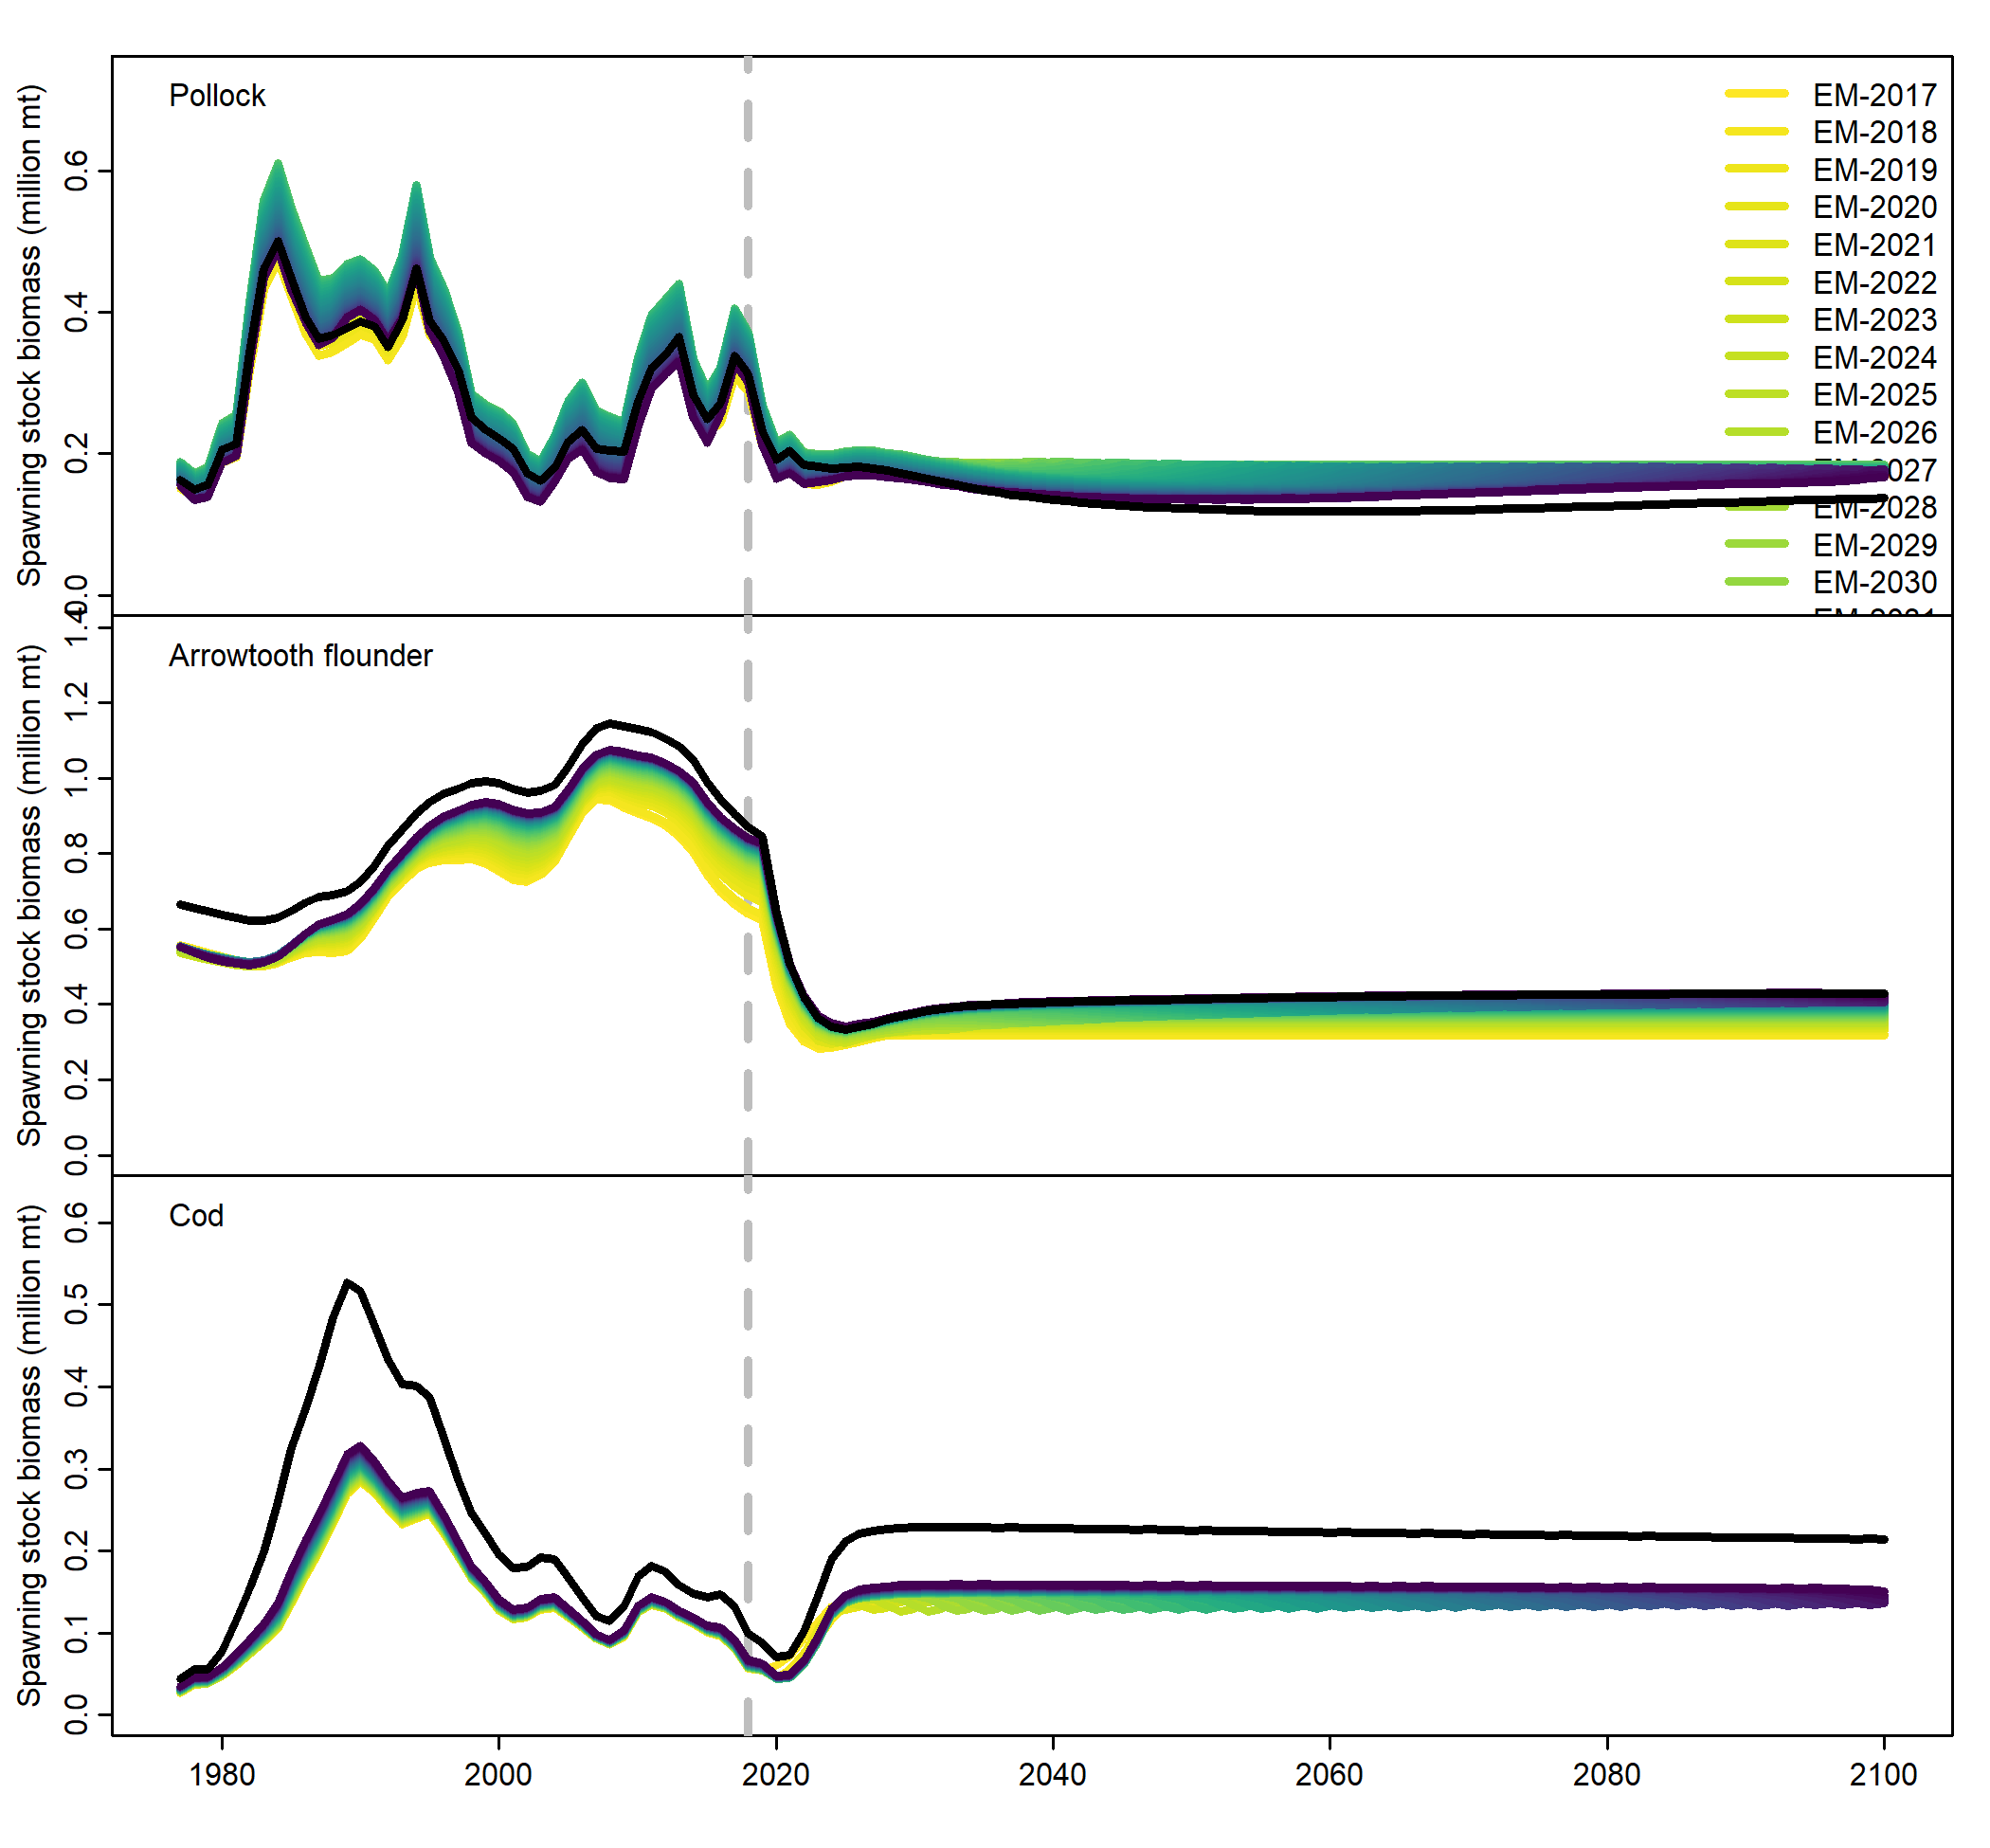 Pollock
Spawning stock biomass (million mt)
0.6
0.4
0.2
0.0
EM-2017
EM-2018
EM-2019
EM-2020
EM-2021
EM-2022
EM-2023
EM-2024
EM-2025
EM-2026
027
EM-2028
EM-2029
EM-2030
Arrowtooth flounder
Spawning stock biomass (million mt)
1.4
1.2
1.0
0.8
0.6
0.4
0.2
0.0
Cod
Spawning stock biomass (million mt)
0.6
0.5
0.4
0.3
0.2
0.1
0.0
1980 2000 2020 2040 2060 2080 2100